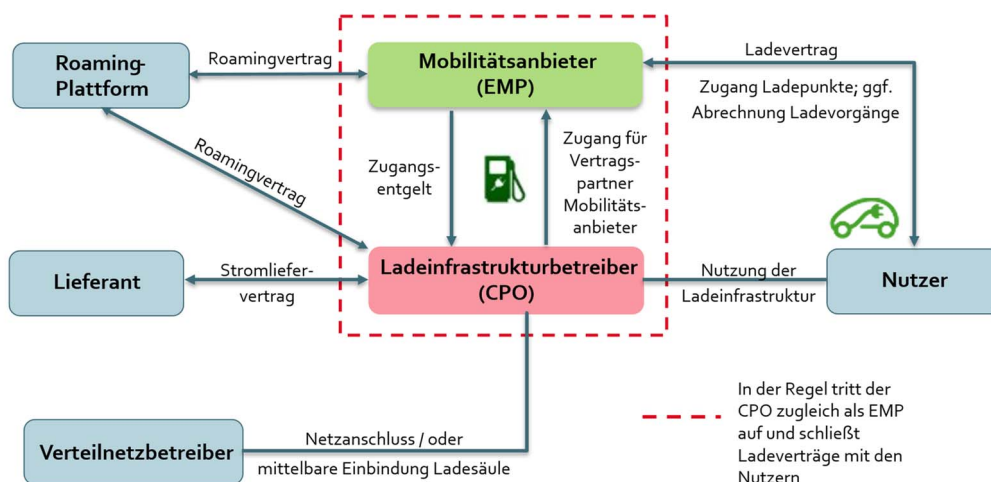 Roaming-
Plattform
Roamingvertrag
Mobilitätsanbieter
(EMP)
Ladevertrag
Zugang Ladepunkte; ggf.
Abrechnung Ladevorgänge
Roamingvertrag
Zugangs-
entgelt
Zugang für
Vertrags-
partner
Mobilitäts-
anbieter
Lieferant
Stromliefer-
vertrag
Ladeinfrastrukturbetreiber
(CPO)
Nutzung der
Ladeinfrastruktur
Nutzer
Verteilnetzbetreiber
Netzanschluss / oder
mittelbare Einbindung Ladesäule
In der Regel tritt der
CPO zugleich als EMP
auf und schließt
Ladeverträge mit den
Nutzern